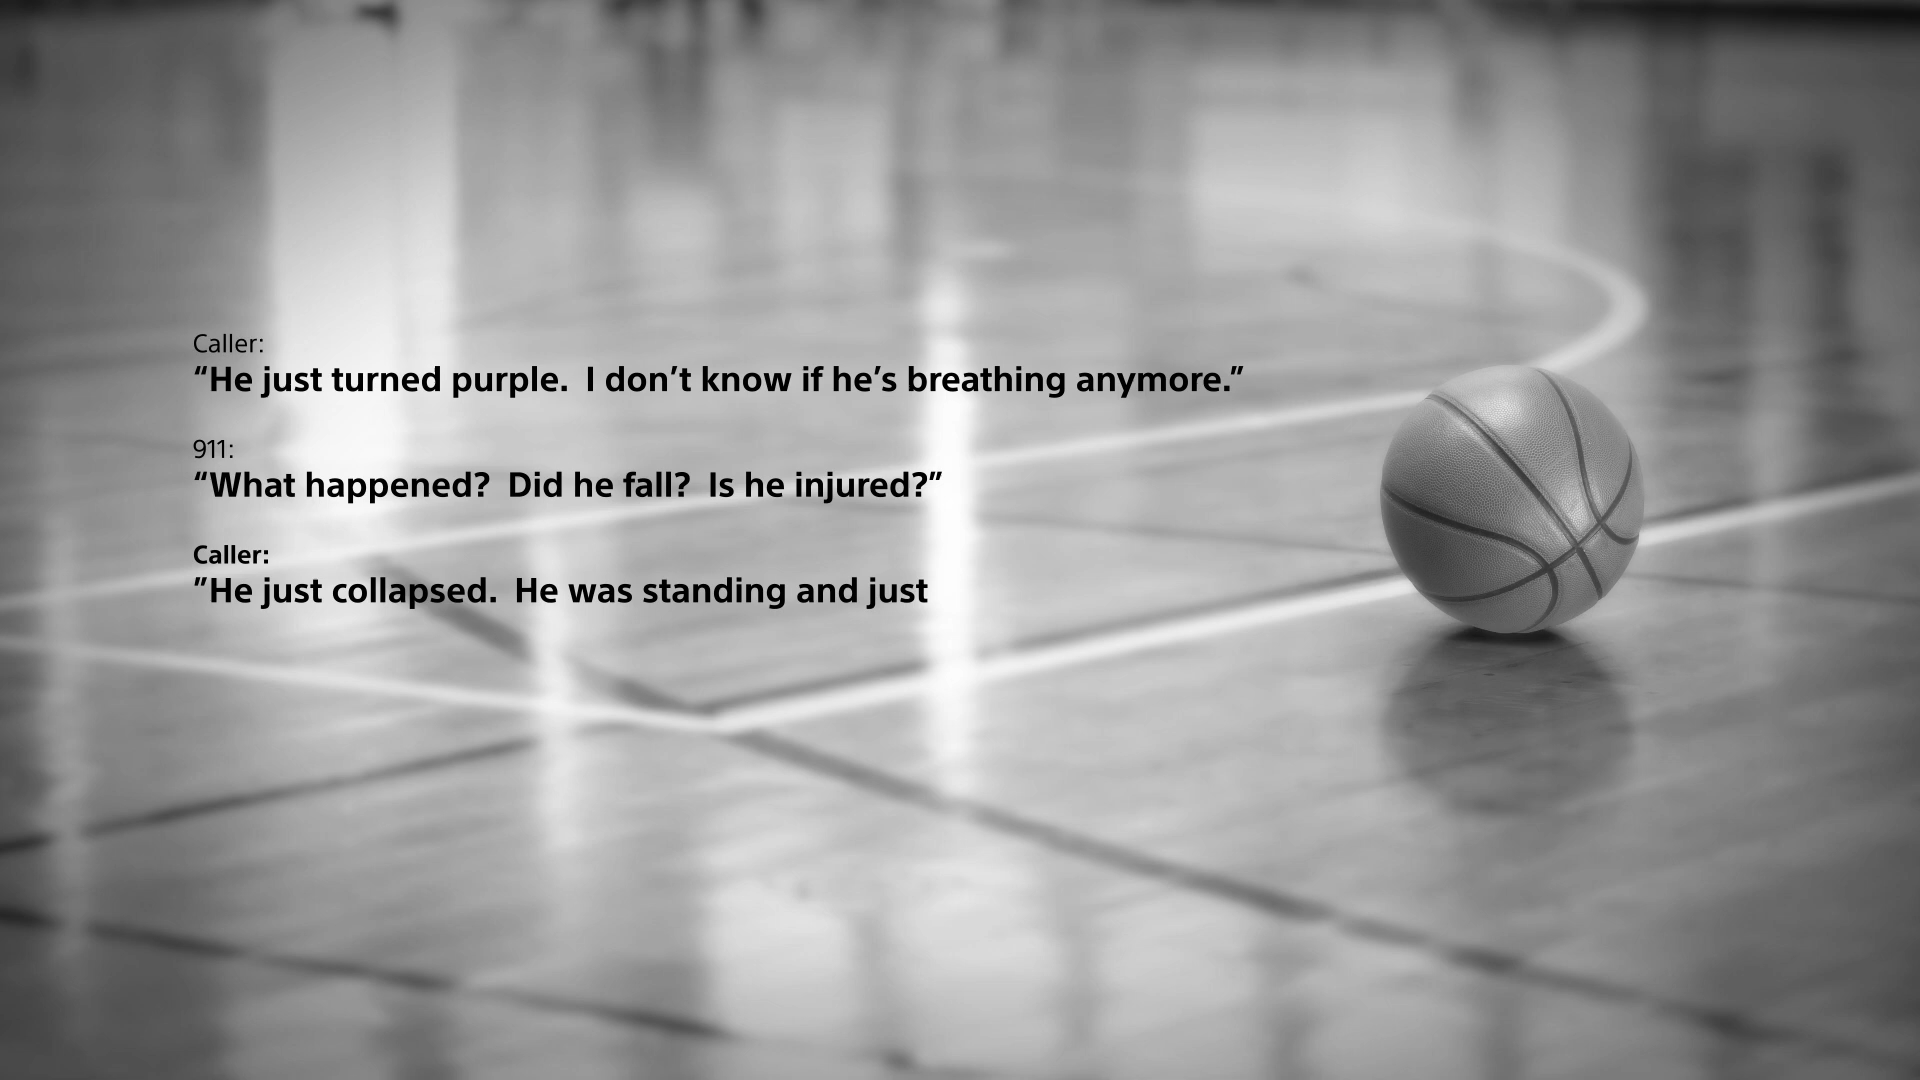 Caller:
“He just turned purple.  I don’t know if he’s breathing anymore.”
911:
“What happened?  Did he fall?  Is he injured?”
Caller:
”He just collapsed.  He was standing and just